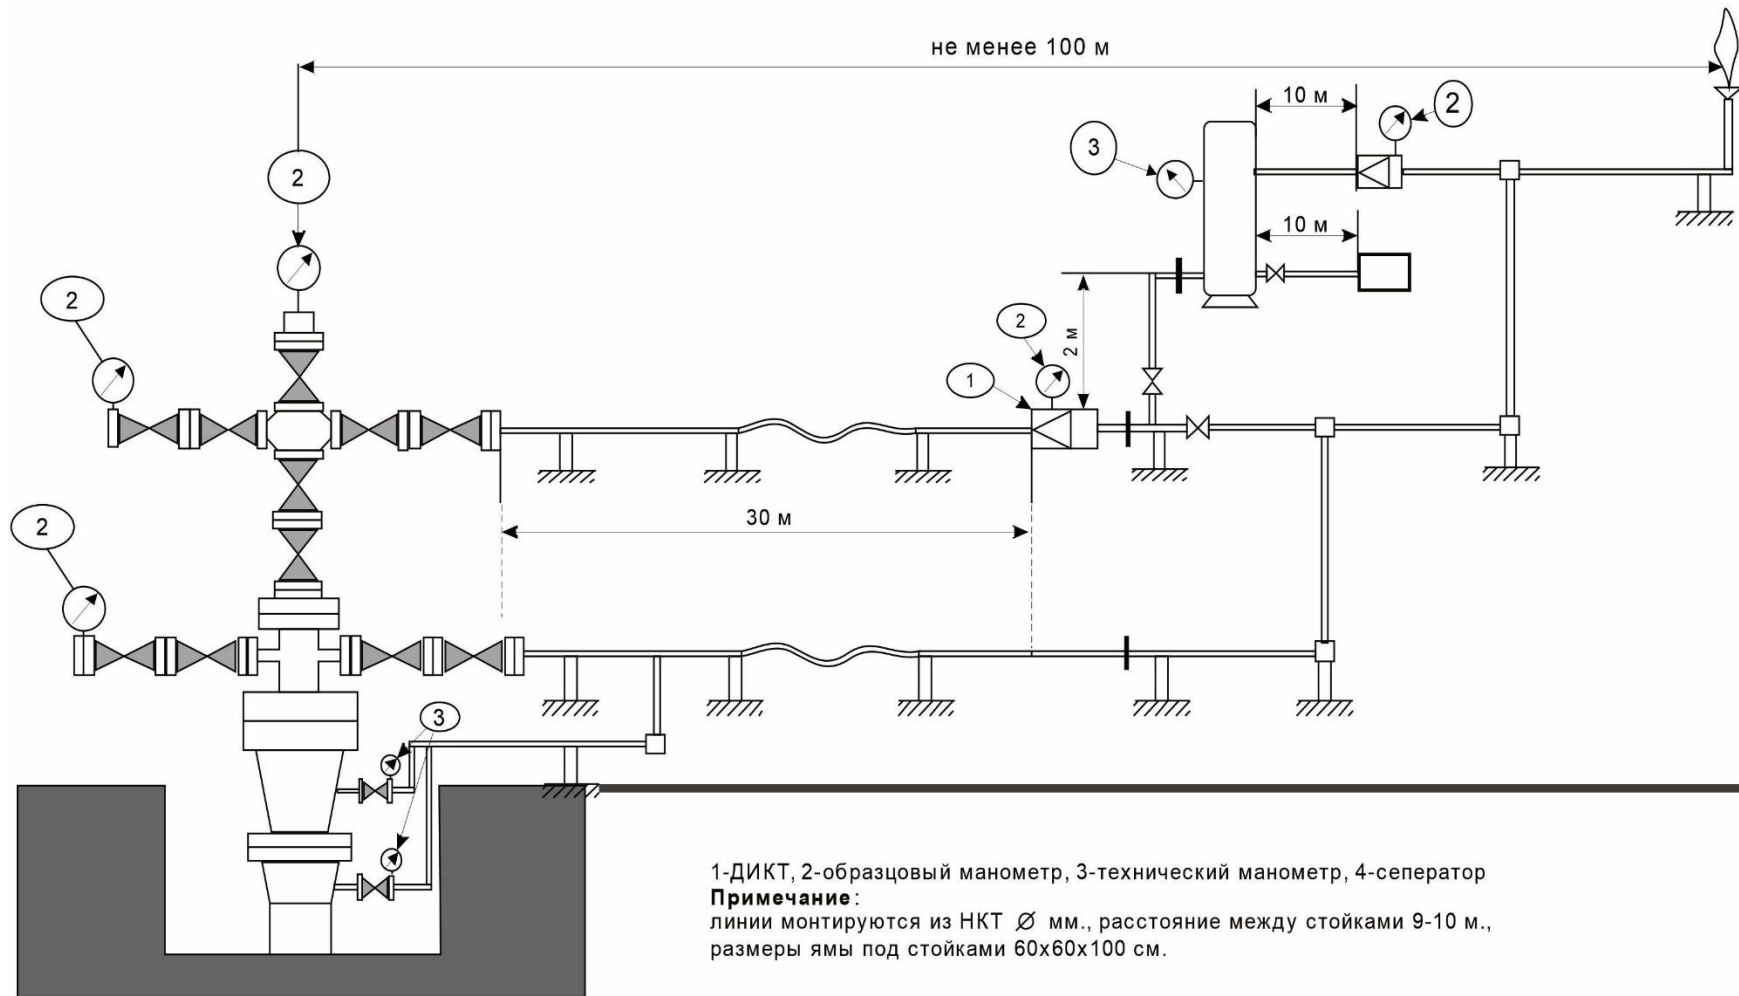 не менее 100 м
10 м
2
3
2
10 м
2
2
1
2 м
30 м
2
3
1-ДИКТ, 2-образцовый манометр, 3-технический манометр, 4-сеператор
Примечание:
линии монтируются из НКТ Ø мм., расстояние между стойками 9-10 м.,
размеры ямы под стойками 60х60х100 см.